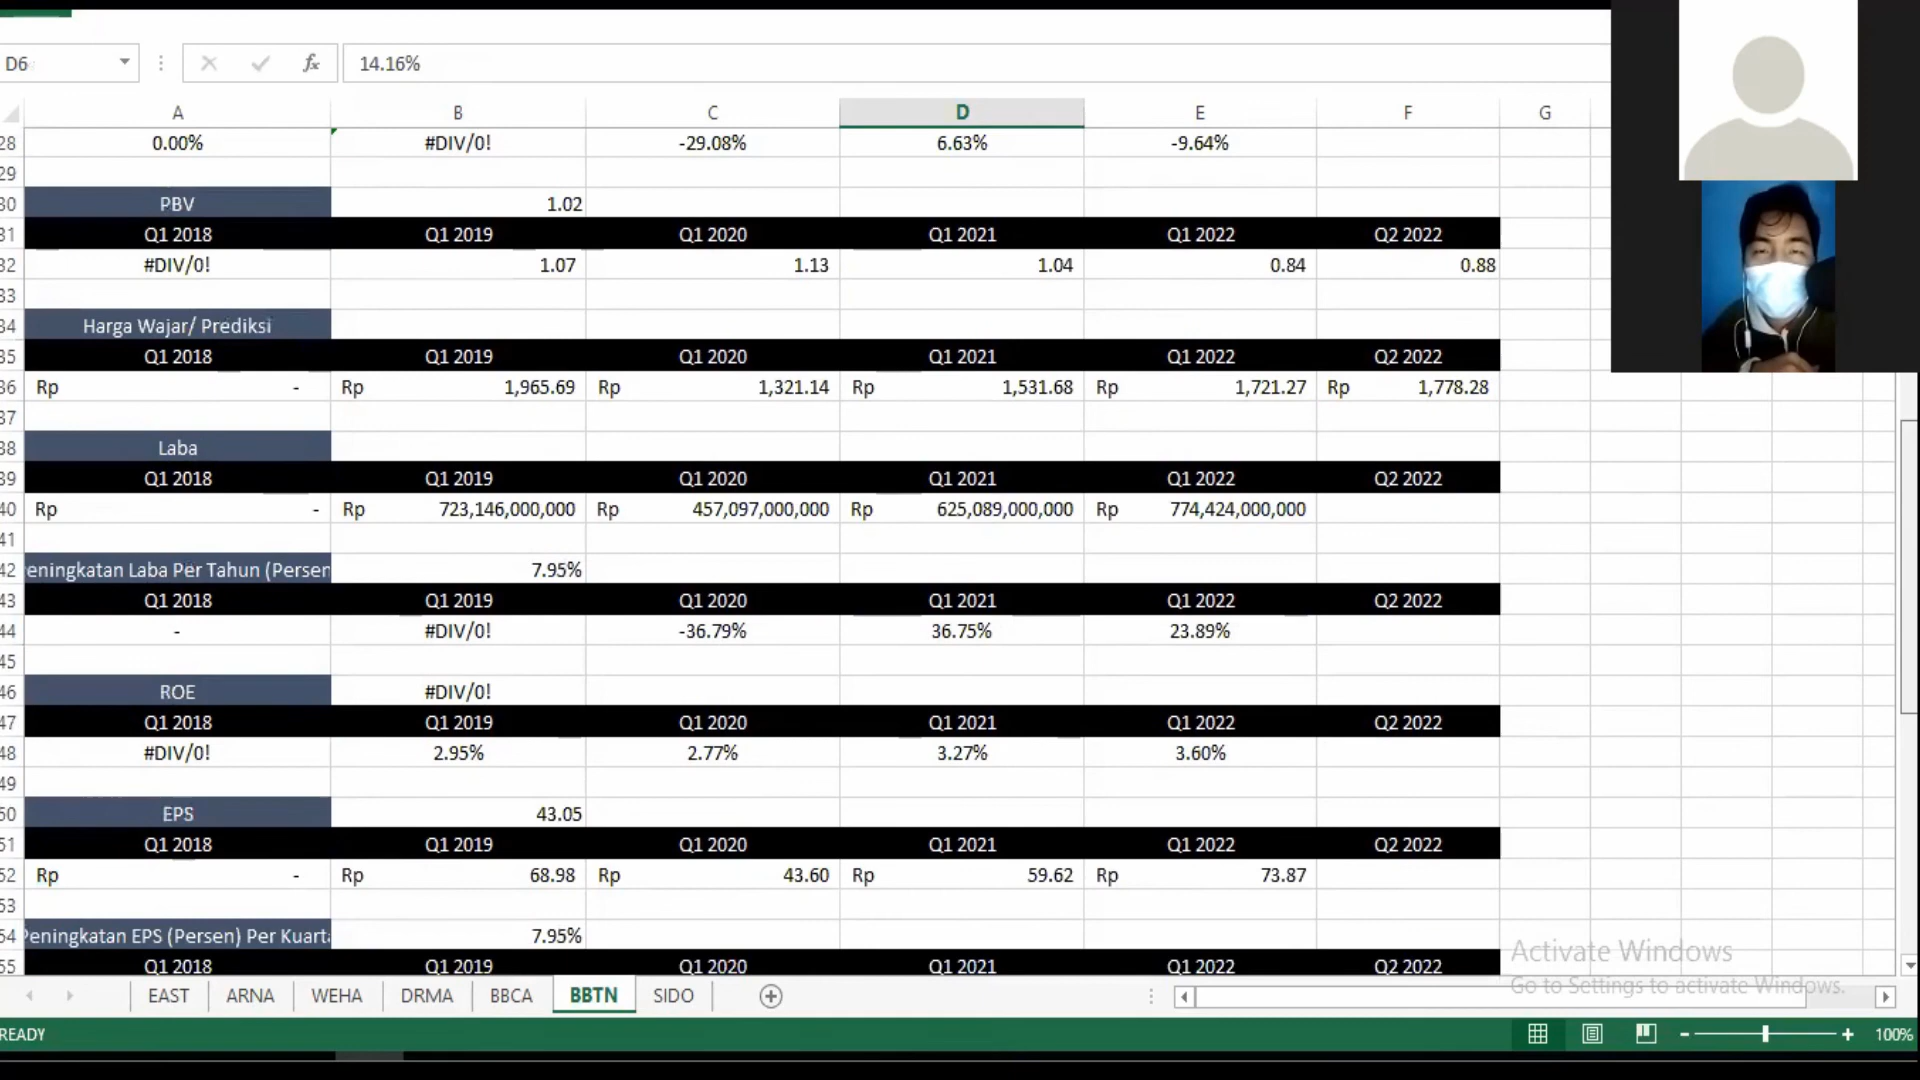 D6 fx 14.16%
A B C D E F G
28 0.00% #DIV/0! -29.08% 6.63% -9.64%
29
30 PBV 1.02
31 Q1 2018 Q1 2019 Q1 2020 Q1 2021 Q1 2022 Q2 2022
32 #DIV/0! 1.07 1.13 1.04 0.84 0.88
33
34 Harga Wajar/ Prediksi
35 Q1 2018 Q1 2019 Q1 2020 Q1 2021 Q1 2022 Q2 2022
36 Rp - Rp 1,965.69 Rp 1,321.14 Rp 1,531.68 Rp 1,721.27 Rp 1,778.28
37
38 Laba
39 Q1 2018 Q1 2019 Q1 2020 Q1 2021 Q1 2022 Q2 2022
40 Rp - Rp 723,146,000,000 Rp 457,097,000,000 Rp 625,089,000,000 Rp 774,424,000,000
41
42 eningkatan Laba Per Tahun (Persen 7.95%
43 Q1 2018 Q1 2019 Q1 2020 Q1 2021 Q1 2022 Q2 2022
44 - #DIV/0! -36.79% 36.75% 23.89%
45
46 ROE #DIV/0!
47 Q1 2018 Q1 2019 Q1 2020 Q1 2021 Q1 2022 Q2 2022
48 #DIV/0! 2.95% 2.77% 3.27% 3.60%
49
50 EPS 43.05
51 Q1 2018 Q1 2019 Q1 2020 Q1 2021 Q1 2022 Q2 2022
52 Rp - Rp 68.98 Rp 43.60 Rp 59.62 Rp 73.87
53
54 Peningkatan EPS (Persen) Per Kuarta 7.95%
55 Q1 2018 Q1 2019 Q1 2020 Q1 2021 Q1 2022 Q2 2022
Activate Windows
Go to Settings to activate Windows.
EAST ARNA WEHA DRMA BBCA BBTN SIDO
READY 100%